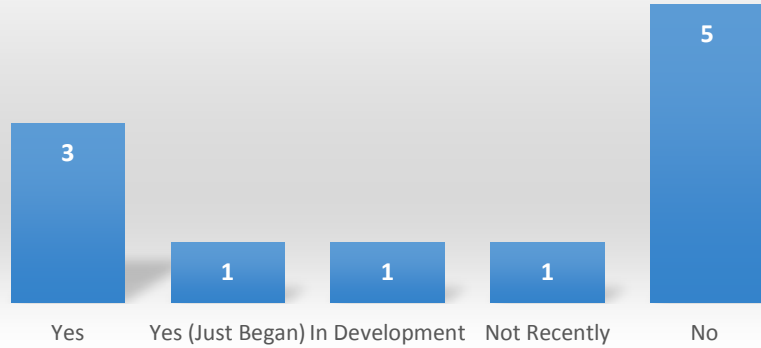 5
3
1
1
1
Yes
Yes (Just Began)
In Development
Not Recently
No